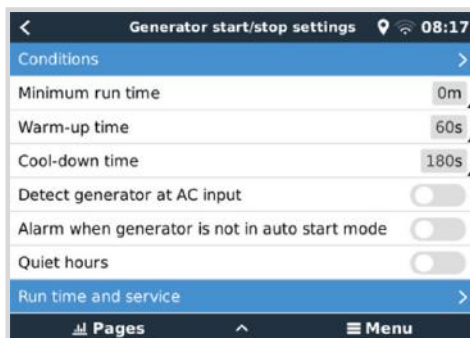 Generator start/stop settings 08:17
Conditions
Minimum run time 0m
Warm-up time 60s
Cool-down time 180s
Detect generator at AC input
Alarm when generator is not in auto start mode
Quiet hours
Run time and service
Pages Menu